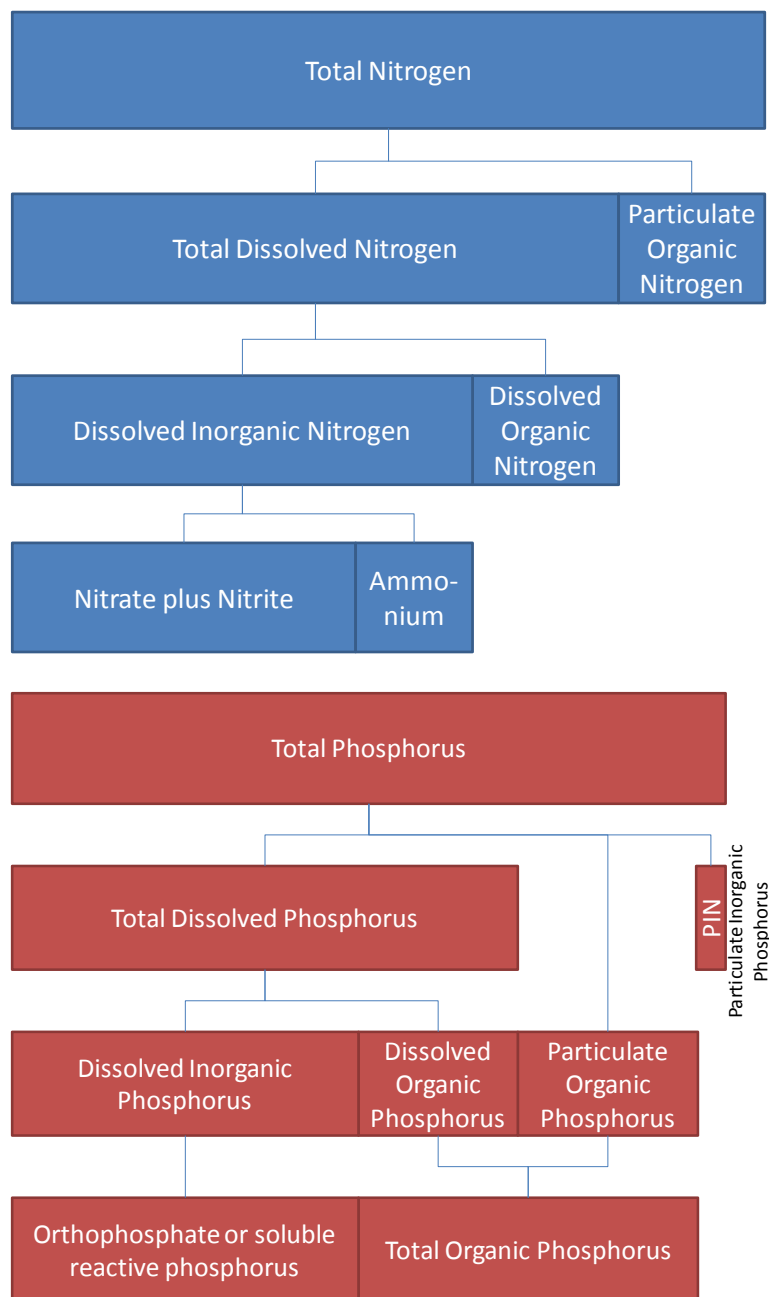 Total Nitrogen
Total Dissolved Nitrogen
Particulate
Organic
Nitrogen
Dissolved Inorganic Nitrogen
Dissolved
Organic
Nitrogen
Nitrate plus Nitrite
Ammo-
nium
Total Phosphorus
Total Dissolved Phosphorus
PIN
Particulate Inorganic
Phosphorus
Dissolved Inorganic
Phosphorus
Dissolved
Organic
Phosphorus
Particulate
Organic
Phosphorus
Orthophosphate or soluble
reactive phosphorus
Total Organic Phosphorus